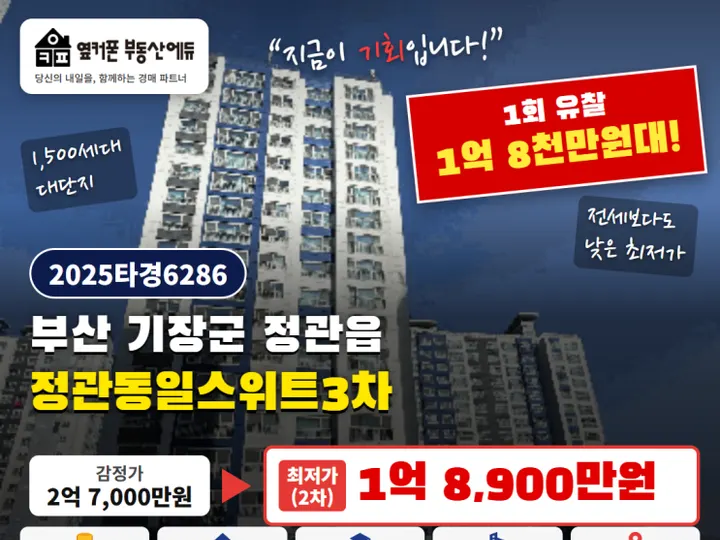 옆커폰 부동산에듀
당신의 내일을, 함께하는 경매 파트너
“지금이 기회입니다!”
1회 유찰
1억 8천만원대!
1,500세대
대단지
전세보다도
낮은 최저가
2025타경6286
부산 기장군 정관읍
정관동일스위트3차
감정가
2억 7,000만원
최저가
(2차)
1억 8,900만원